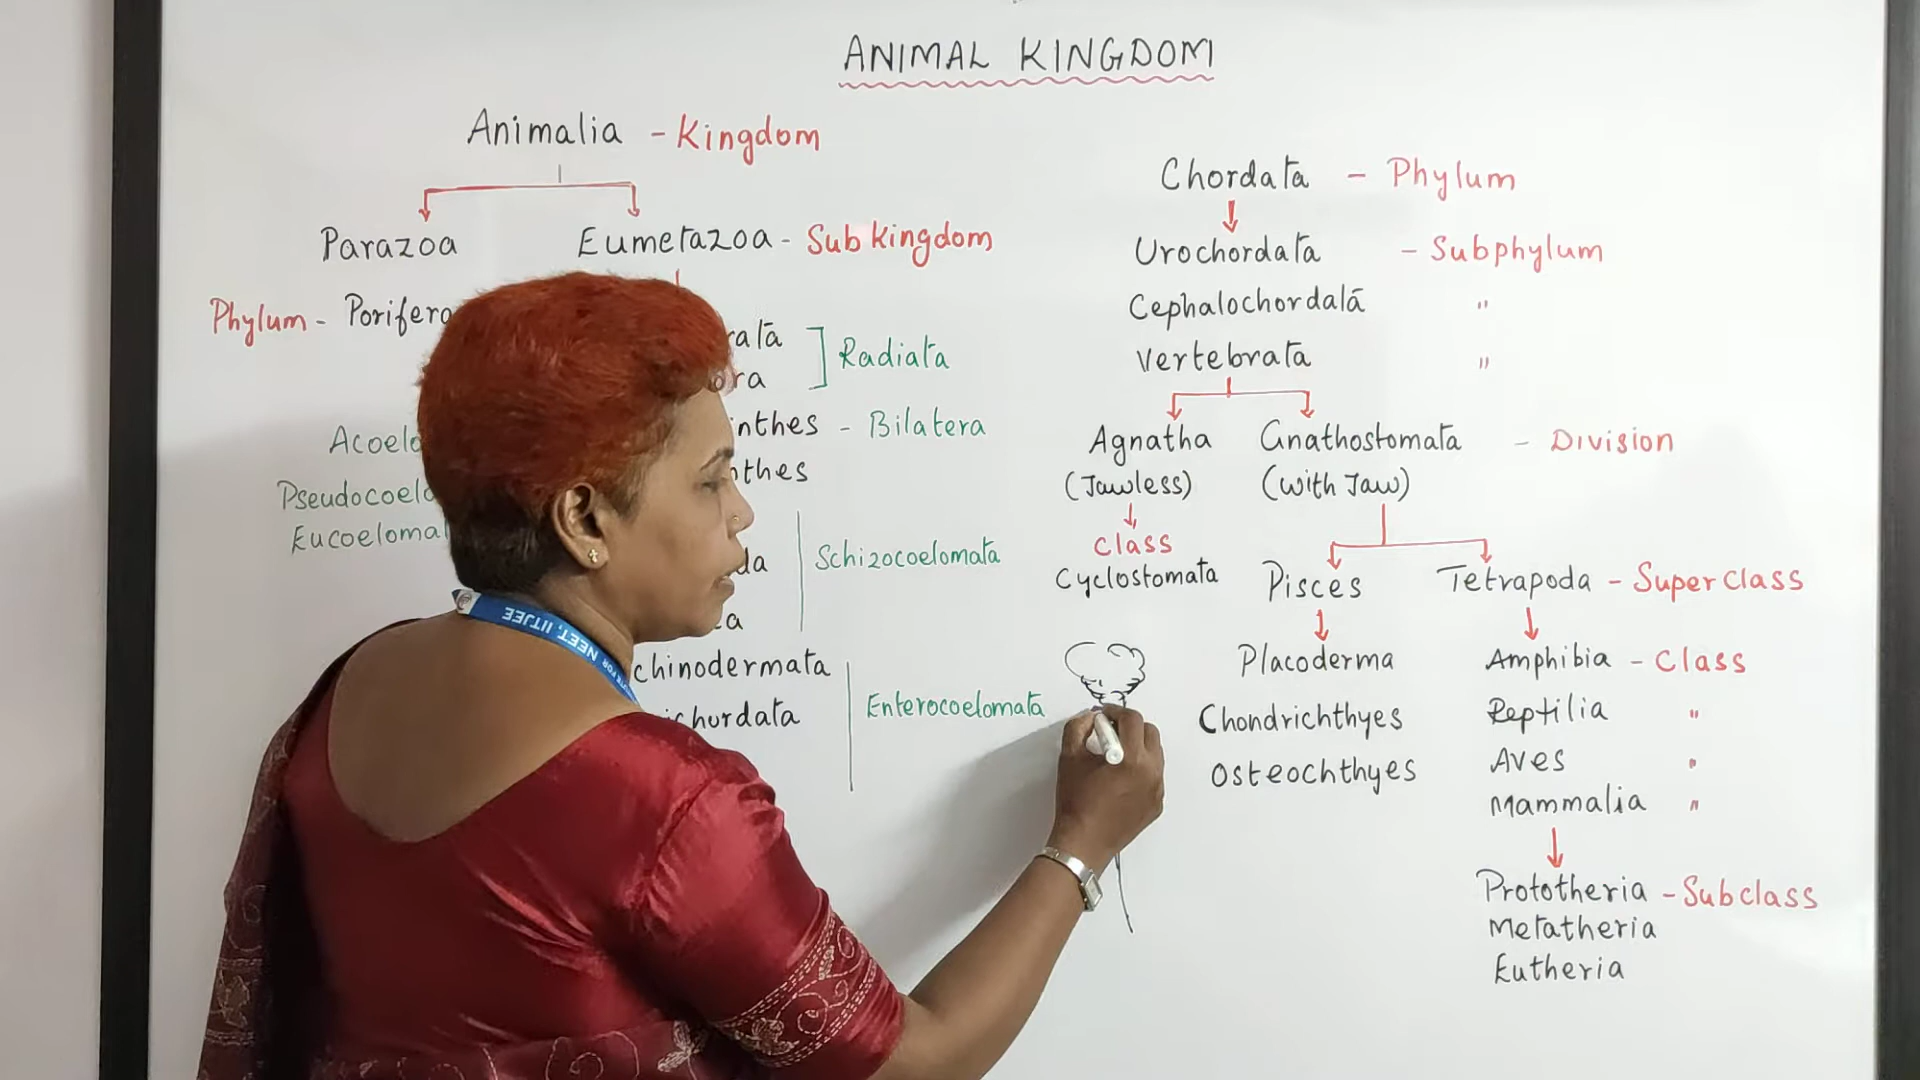 ANIMAL KINGDOM
Animalia - Kingdom
Parazoa Eumetazoa - Sub kingdom
Phylum - Porifera
Radiata
- Bilatera
Schizocoelomata
chinodermata
chordata
Enterocoelomata
Chordata - Phylum
Urochordata - Subphylum
Cephalochordata "
Vertebrata "
Agnatha Gnathostomata - Division
(Jawless) (with Jaw)
Class
Cyclostomata
Pisces Tetrapoda - Super class
Placoderma
Chondrichthyes
Osteochthyes
Amphibia - Class
Reptilia "
Aves "
Mammalia "
Prototheria - Subclass
Metatheria
Eutheria
NEET, IITJEE